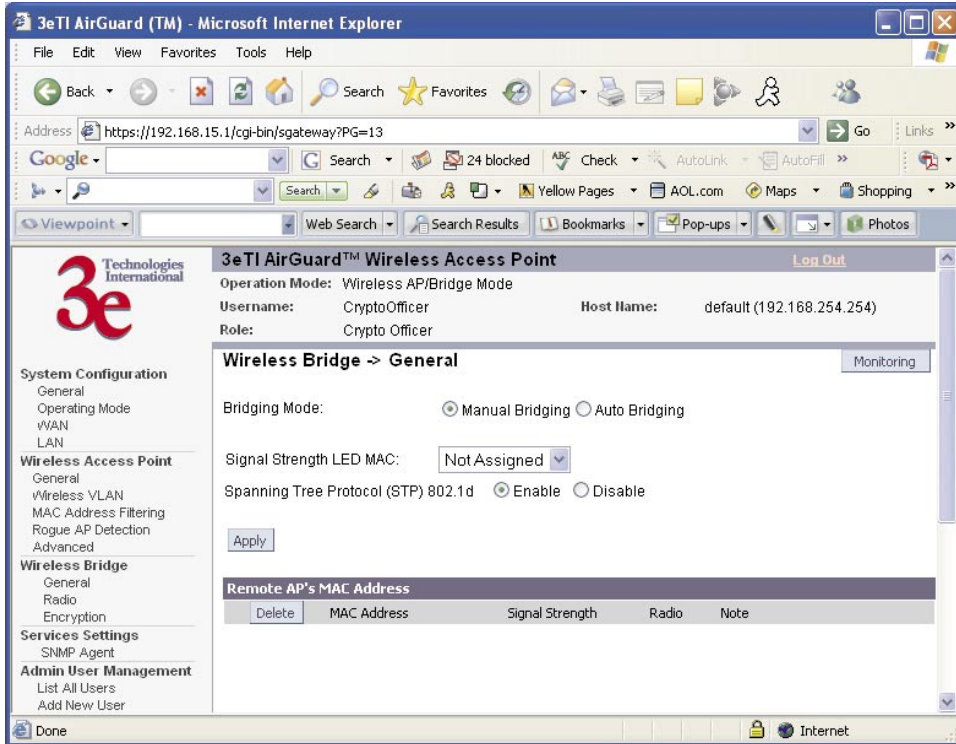 3eTI AirGuard (TM) - Microsoft Internet Explorer
File Edit View Favorites Tools Help
Back Search Favorites
Address https://192.168.15.1/cgi-bin/sgateway?PG=13 Go Links »
Google Search 24 blocked ABC Check AutoLink AutoFill »
Search Yellow Pages AOL.com Maps Shopping »
Viewpoint Web Search Search Results Bookmarks Pop-ups Photos
3e Technologies International
System Configuration
General
Operating Mode
WAN
LAN
Wireless Access Point
General
Wireless VLAN
MAC Address Filtering
Rogue AP Detection
Advanced
Wireless Bridge
General
Radio
Encryption
Services Settings
SNMP Agent
Admin User Management
List All Users
Add New User
3eTI AirGuard™ Wireless Access Point Log Out
Operation Mode: Wireless AP/Bridge Mode
Username: CryptoOfficer Host Name: default (192.168.254.254)
Role: Crypto Officer
Wireless Bridge -> General Monitoring
Bridging Mode: Manual Bridging Auto Bridging
Signal Strength LED MAC: Not Assigned
Spanning Tree Protocol (STP) 802.1d Enable Disable
Apply
Remote AP's MAC Address
Delete MAC Address Signal Strength Radio Note
Done Internet